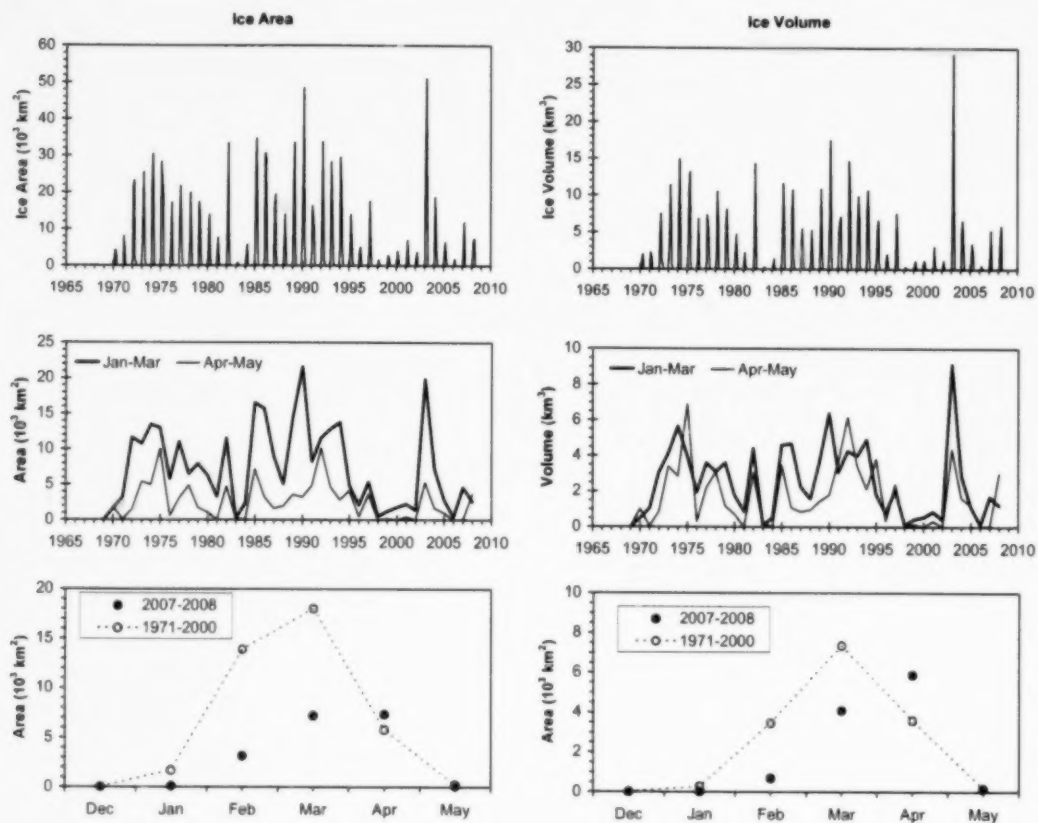 Ice Area
Ice Area (10³ km²)
60
50
40
30
20
10
0
1965 1970 1975 1980 1985 1990 1995 2000 2005 2010
Ice Volume
Ice Volume (km³)
30
25
20
15
10
5
0
1965 1970 1975 1980 1985 1990 1995 2000 2005 2010
Area (10³ km²)
25
20
15
10
5
0
Jan-Mar Apr-May
1965 1970 1975 1980 1985 1990 1995 2000 2005 2010
Volume (km³)
10
8
6
4
2
0
Jan-Mar Apr-May
1965 1970 1975 1980 1985 1990 1995 2000 2005 2010
Area (10³ km²)
20
15
10
5
0
2007-2008
1971-2000
Dec Jan Feb Mar Apr May
Area (10³ km²)
10
8
6
4
2
0
2007-2008
1971-2000
Dec Jan Feb Mar Apr May